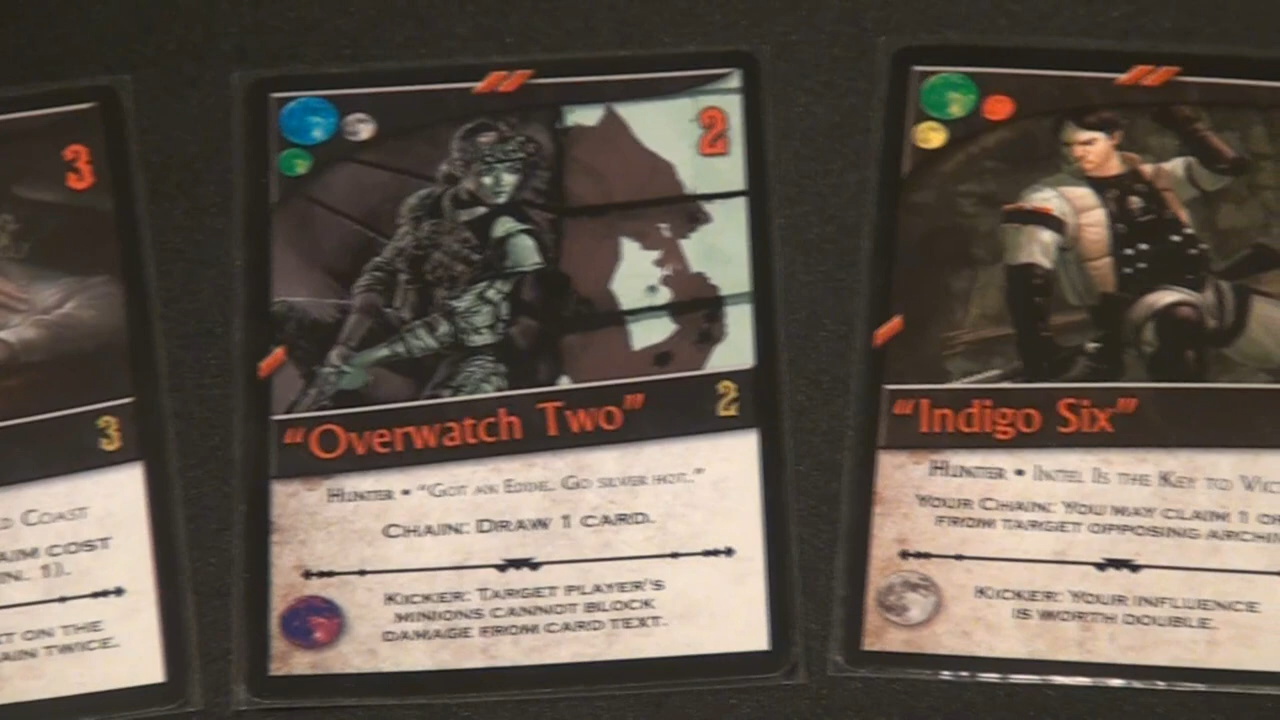 3
3
D COAST
AIM COST
IN. 1).
T ON THE
AIN TWICE.
2
"Overwatch Two"
2
HUNTER • "GOT AN EDDE. GO SILVER HOT."
CHAIN: DRAW 1 CARD.
KICKER: TARGET PLAYER'S
MINIONS CANNOT BLOCK
DAMAGE FROM CARD TEXT.
"Indigo Six"
HUNTER • INTEL IS THE KEY TO VIC
YOUR CHAIN: YOU MAY CLAIM 1 O
FROM TARGET OPPOSING ARCHI
KICKER: YOUR INFLUENCE
IS WORTH DOUBLE.